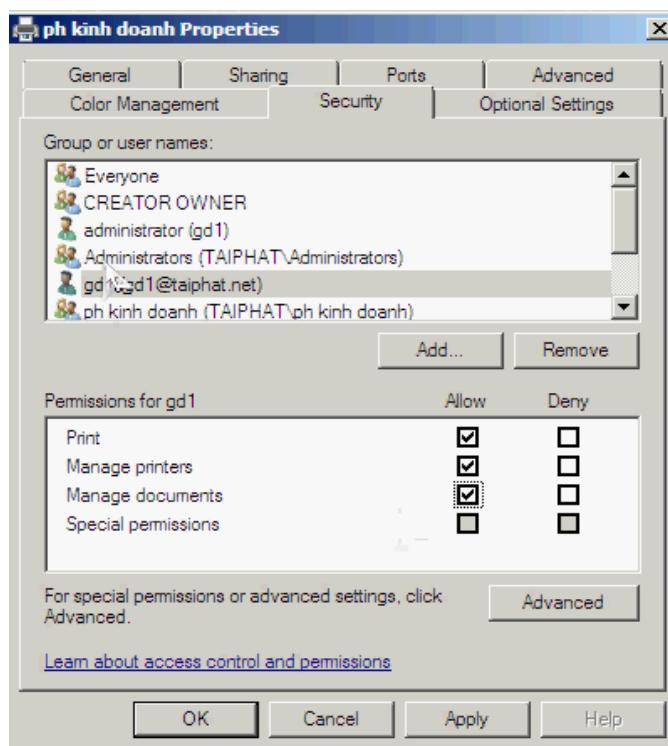 ph kinh doanh Properties
General
Sharing
Ports
Advanced
Color Management
Security
Optional Settings
Group or user names:
Everyone
CREATOR OWNER
administrator (gd1)
Administrators (TAIPHAT\Administrators)
gd1 (gd1@taiphat.net)
ph kinh doanh (TAIPHAT\ph kinh doanh)
Add...
Remove
Permissions for gd1
Allow
Deny
Print
Manage printers
Manage documents
Special permissions
For special permissions or advanced settings, click
Advanced.
Advanced
Learn about access control and permissions
OK
Cancel
Apply
Help